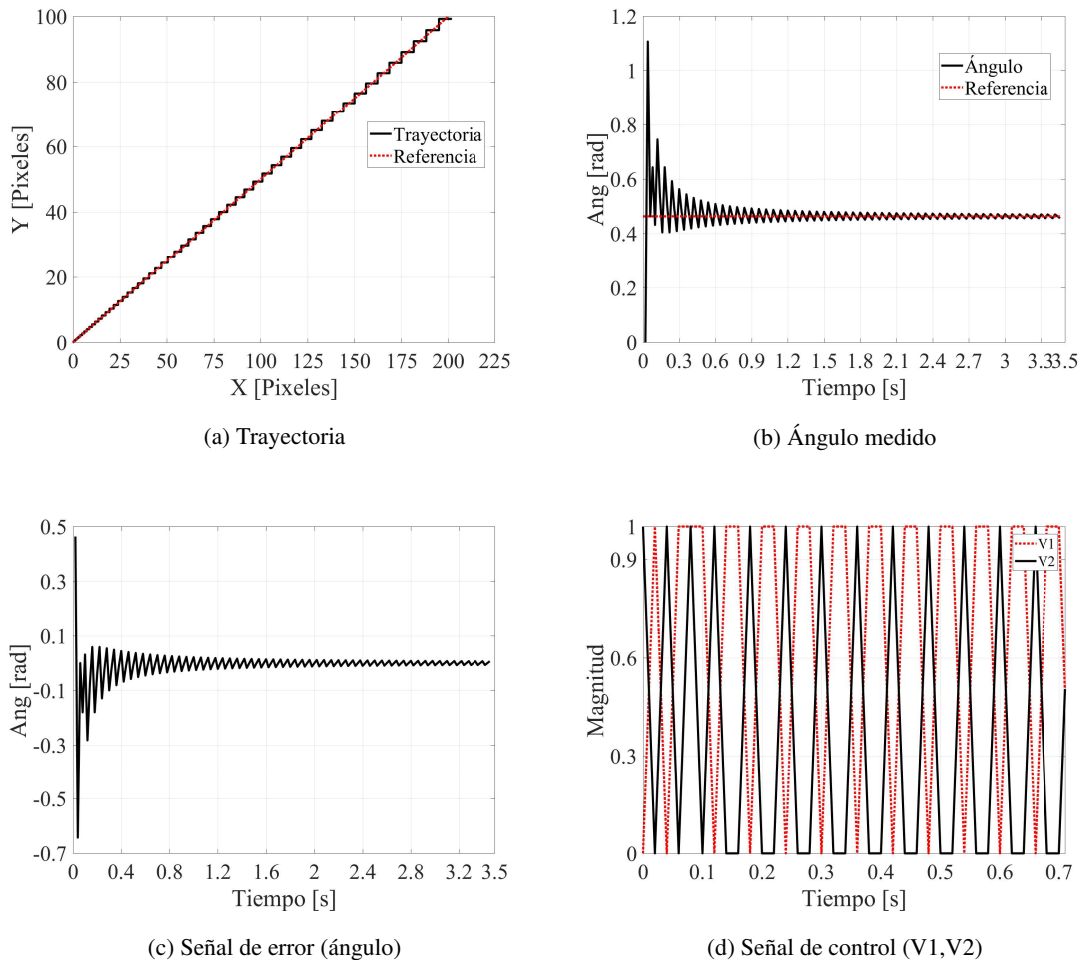 100
80
60
40
20
0
Y [Pixeles]
Trayectoria
Referencia
0 25 50 75 100 125 150 175 200 225
X [Pixeles]
(a) Trayectoria
1.2
1
0.8
0.6
0.4
0.2
0
Ang [rad]
Ángulo
Referencia
0.3 0.6 0.9 1.2 1.5 1.8 2.1 2.4 2.7 3 3.33.5
Tiempo [s]
(b) Ángulo medido
0.5
0.3
0.1
-0.1
-0.3
-0.5
-0.7
Ang [rad]
0 0.4 0.8 1.2 1.6 2 2.4 2.8 3.2 3.5
Tiempo [s]
(c) Señal de error (ángulo)
1
0.9
0.6
0.3
0
Magnitud
V1
V2
0 0.1 0.2 0.3 0.4 0.5 0.6 0.7
Tiempo [s]
(d) Señal de control (V1,V2)